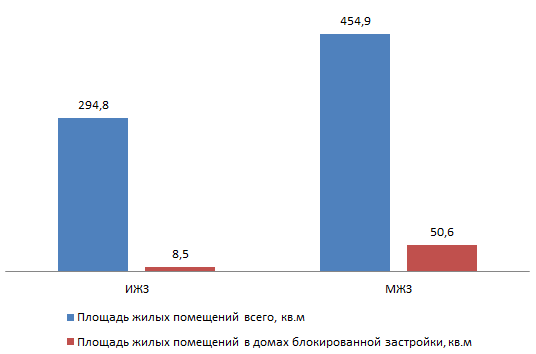 454,9
294,8
50,6
8,5
ИЖЗ МЖЗ
Площадь жилых помещений всего, кв.м
Площадь жилых помещений в домах блокированной застройки, кв.м